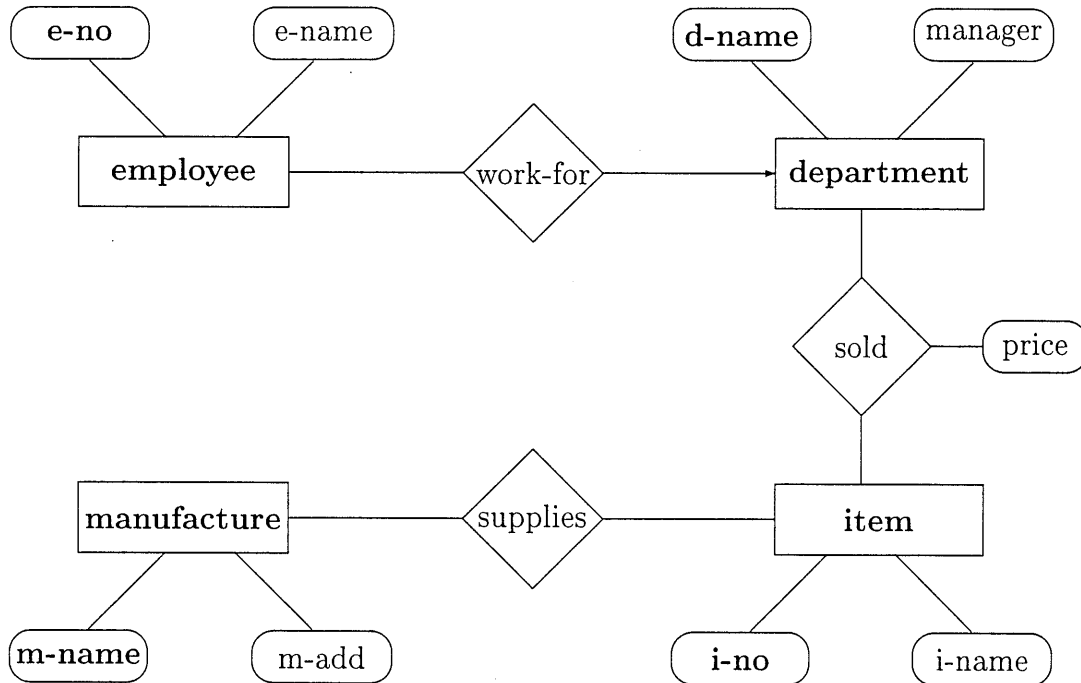 e-no
e-name
d-name
manager
employee
work-for
department
sold
price
manufacture
supplies
item
m-name
m-add
i-no
i-name